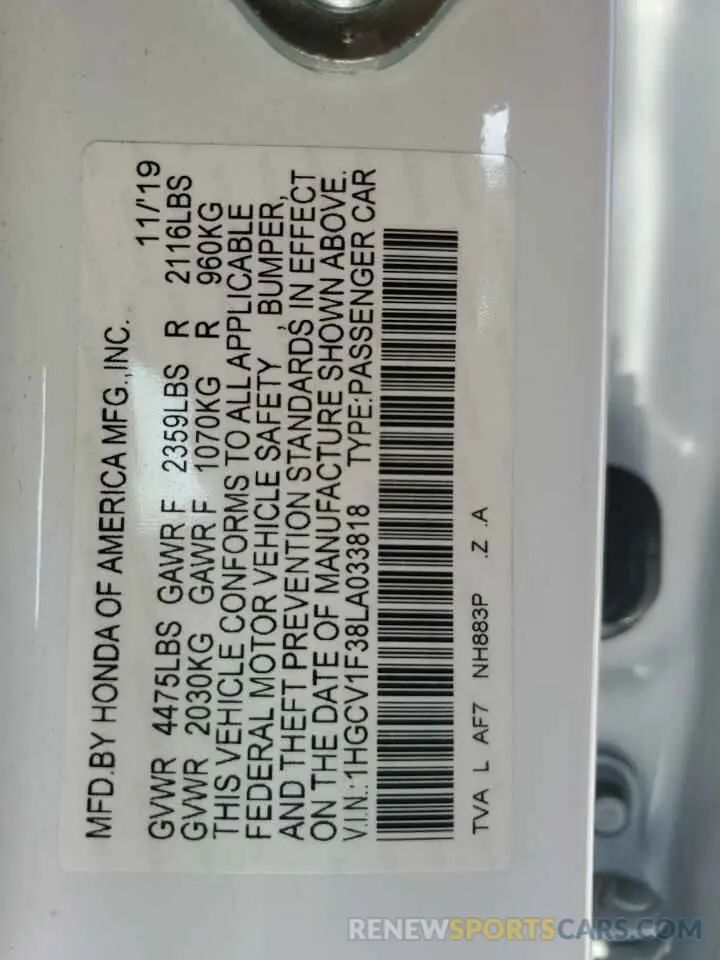 MFD.BY HONDA OF AMERICA MFG.,INC. 11/'19
GVWR 4475LBS GAWR F 2359LBS R 2116LBS
GVWR 2030KG GAWR F 1070KG R 960KG
THIS VEHICLE CONFORMS TO ALL APPLICABLE
FEDERAL MOTOR VEHICLE SAFETY , BUMPER,
AND THEFT PREVENTION STANDARDS IN EFFECT
ON THE DATE OF MANUFACTURE SHOWN ABOVE.
V.I.N.:1HGCV1F38LA033818 TYPE:PASSENGER CAR
TVA L AF7 NH883P .Z .A
RENEWSPORTSCARS.COM